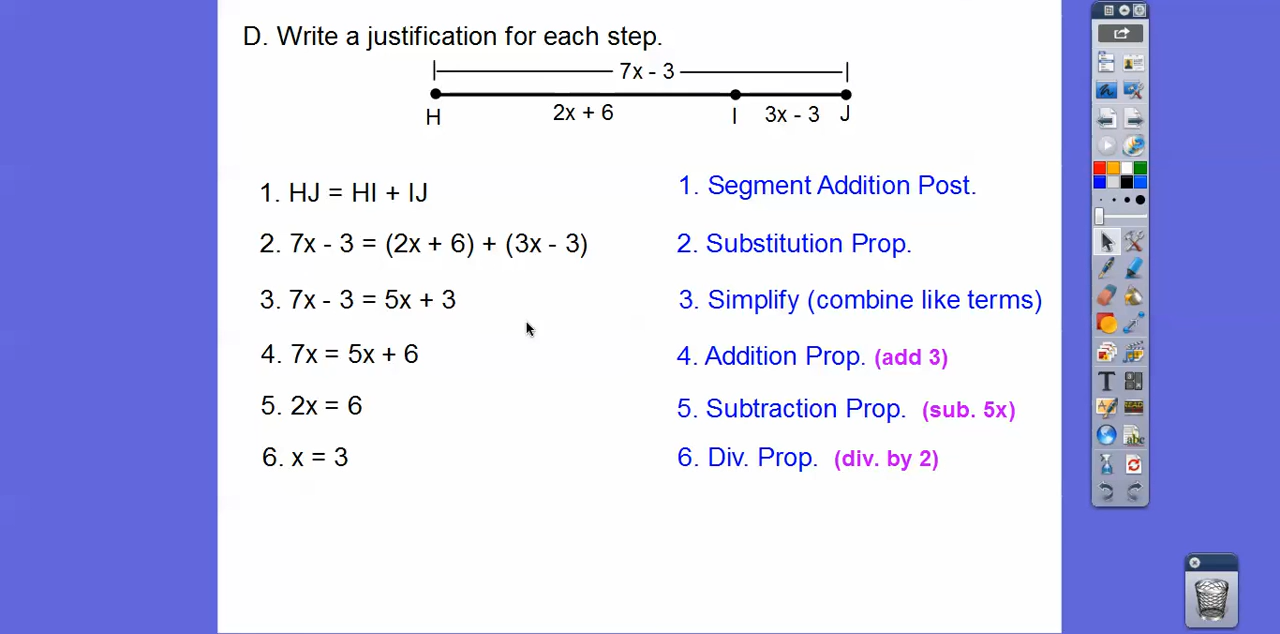 D. Write a justification for each step.
7x - 3
H 2x + 6 I 3x - 3 J
1. HJ = HI + IJ
1. Segment Addition Post.
2. 7x - 3 = (2x + 6) + (3x - 3)
2. Substitution Prop.
3. 7x - 3 = 5x + 3
3. Simplify (combine like terms)
4. 7x = 5x + 6
4. Addition Prop. (add 3)
5. 2x = 6
5. Subtraction Prop. (sub. 5x)
6. x = 3
6. Div. Prop. (div. by 2)